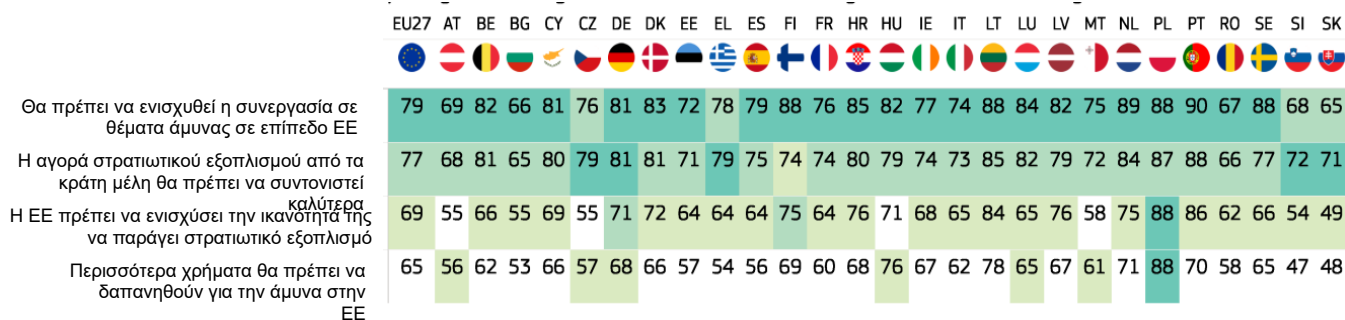 EU27 AT BE BG CY CZ DE DK EE EL ES FI FR HR HU IE IT LT LU LV MT NL PL PT RO SE SI SK
Θα πρέπει να ενισχυθεί η συνεργασία σε
θέματα άμυνας σε επίπεδο ΕΕ
79 69 82 66 81 76 81 83 72 78 79 88 76 85 82 77 74 88 84 82 75 89 88 90 67 88 68 65
Η αγορά στρατιωτικού εξοπλισμού από τα
κράτη μέλη θα πρέπει να συντονιστεί
καλύτερα
77 68 81 65 80 79 81 81 71 79 75 74 74 80 79 74 73 85 82 79 72 84 87 88 66 77 72 71
Η ΕΕ πρέπει να ενισχύσει την ικανότητά της
να παράγει στρατιωτικό εξοπλισμό
69 55 66 55 69 55 71 72 64 64 64 75 64 76 71 68 65 84 65 76 58 75 88 86 62 66 54 49
Περισσότερα χρήματα θα πρέπει να
δαπανηθούν για την άμυνα στην
ΕΕ
65 56 62 53 66 57 68 66 57 54 56 69 60 68 76 67 62 78 65 67 61 71 88 70 58 65 47 48